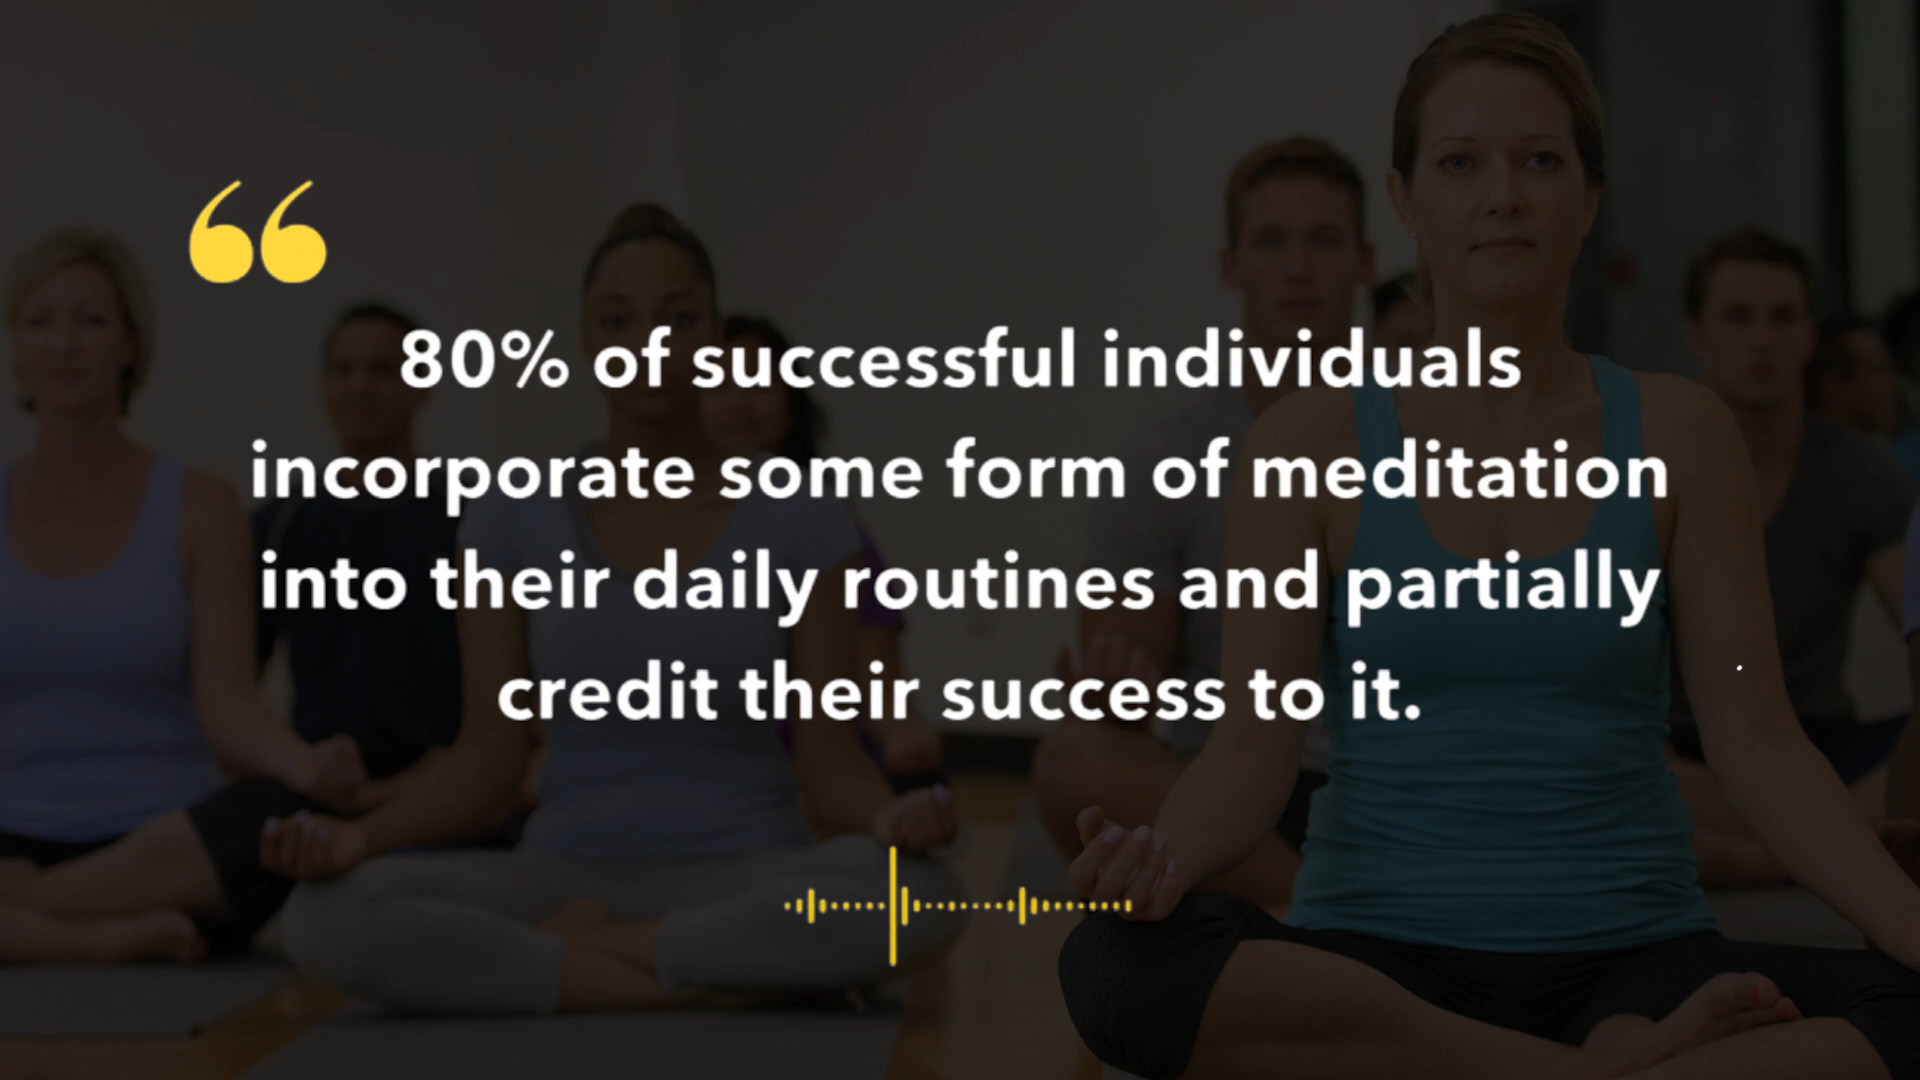 “
80% of successful individuals
incorporate some form of meditation
into their daily routines and partially
credit their success to it.